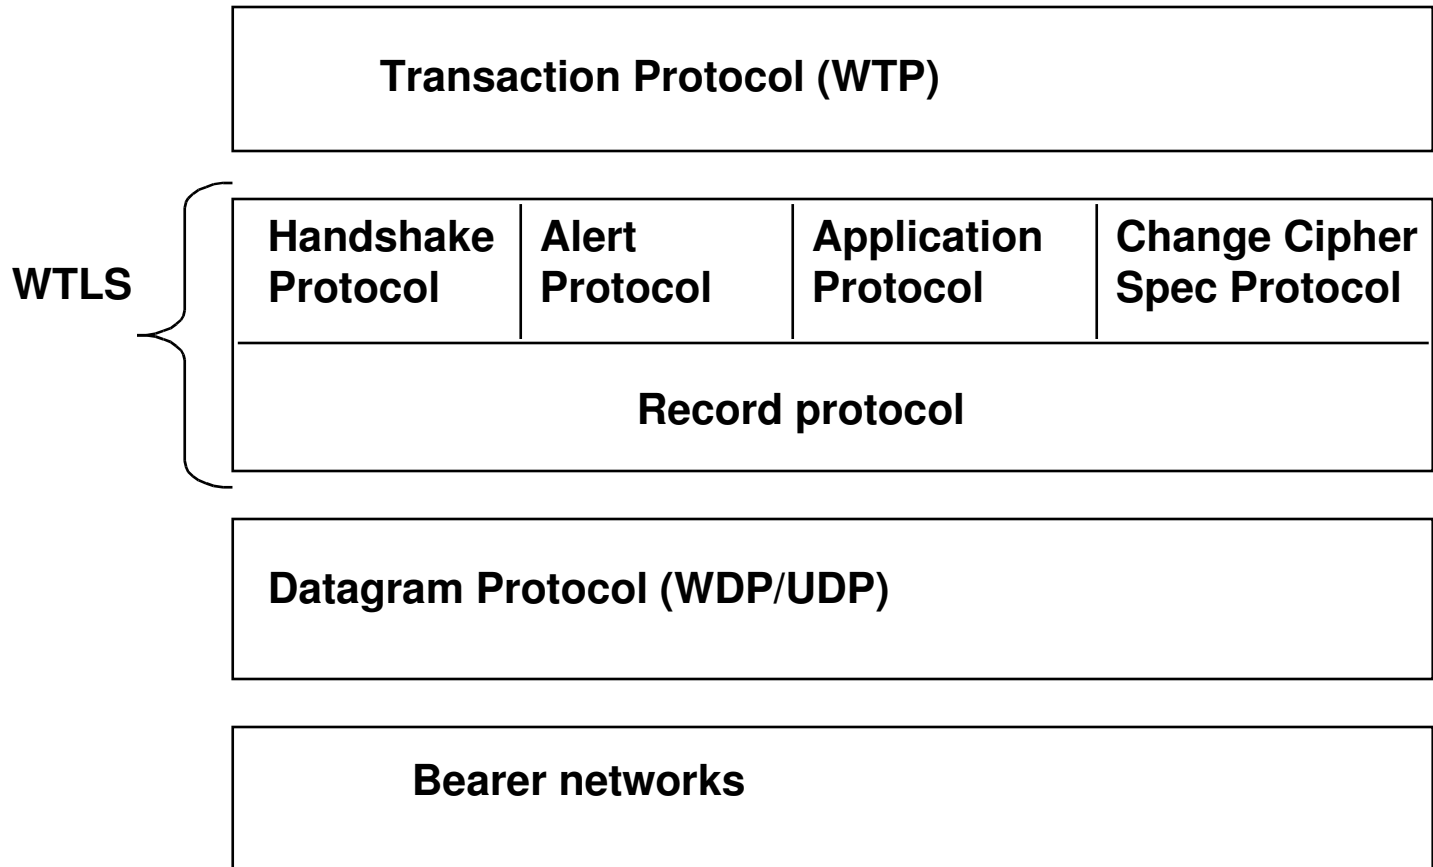 Transaction Protocol (WTP)
WTLS
Handshake
Protocol
Alert
Protocol
Application
Protocol
Change Cipher
Spec Protocol
Record protocol
Datagram Protocol (WDP/UDP)
Bearer networks